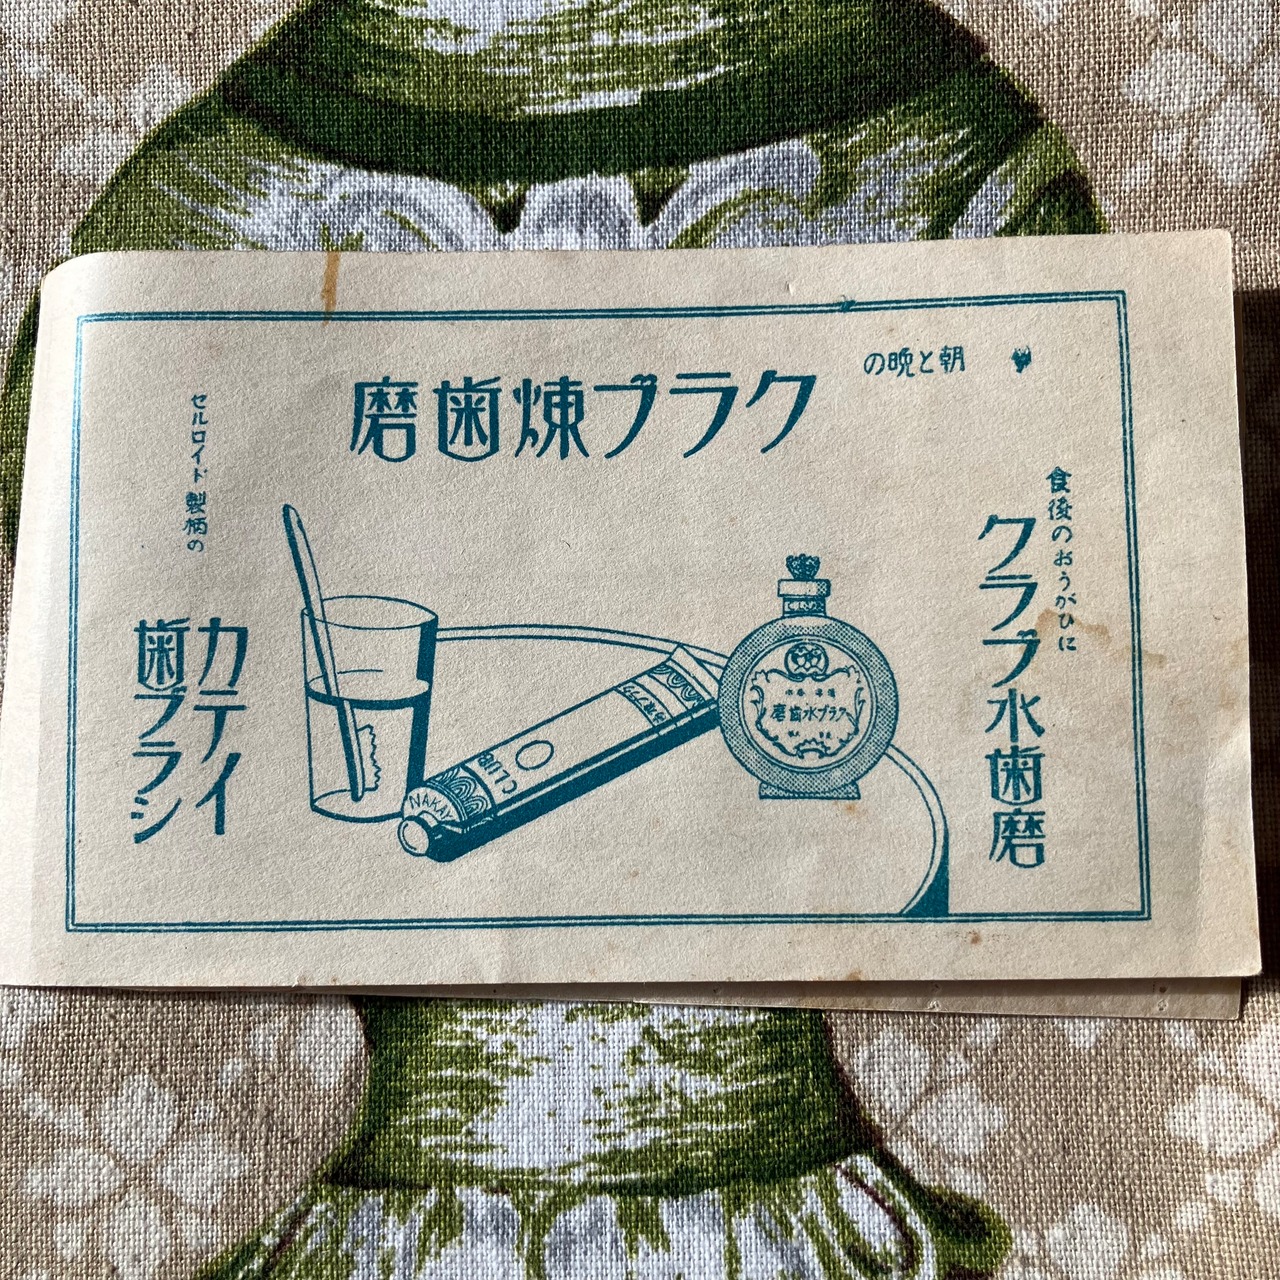 朝と晩の
クラブ煉歯磨
食後のおうがひに
クラブ水歯磨
セルロイド製柄の
カテイ
歯ブラシ
クラブ水歯磨
CLUB